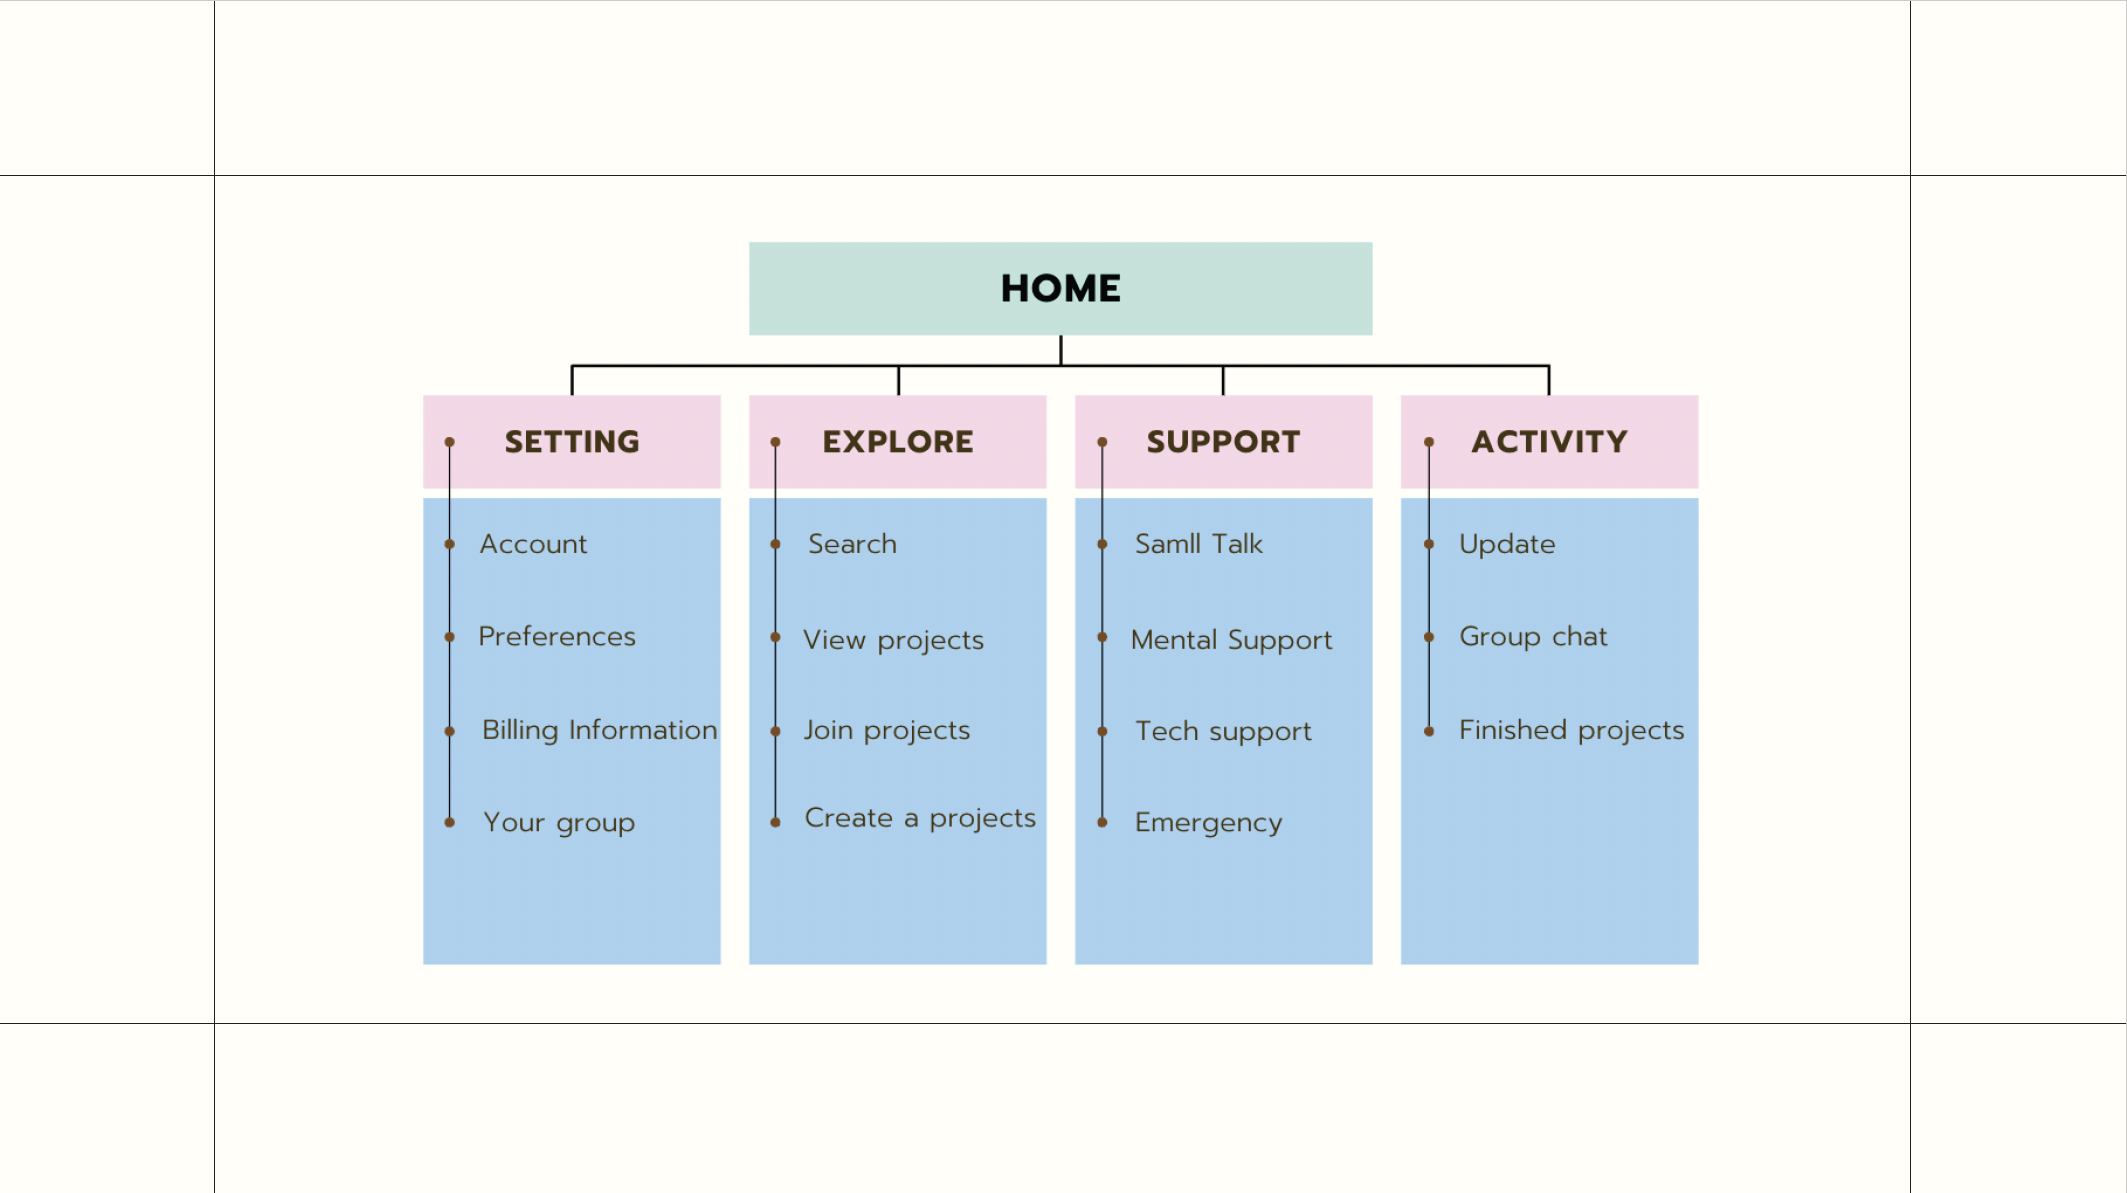 HOME
SETTING
Account
Preferences
Billing Information
Your group
EXPLORE
Search
View projects
Join projects
Create a projects
SUPPORT
Samll Talk
Mental Support
Tech support
Emergency
ACTIVITY
Update
Group chat
Finished projects